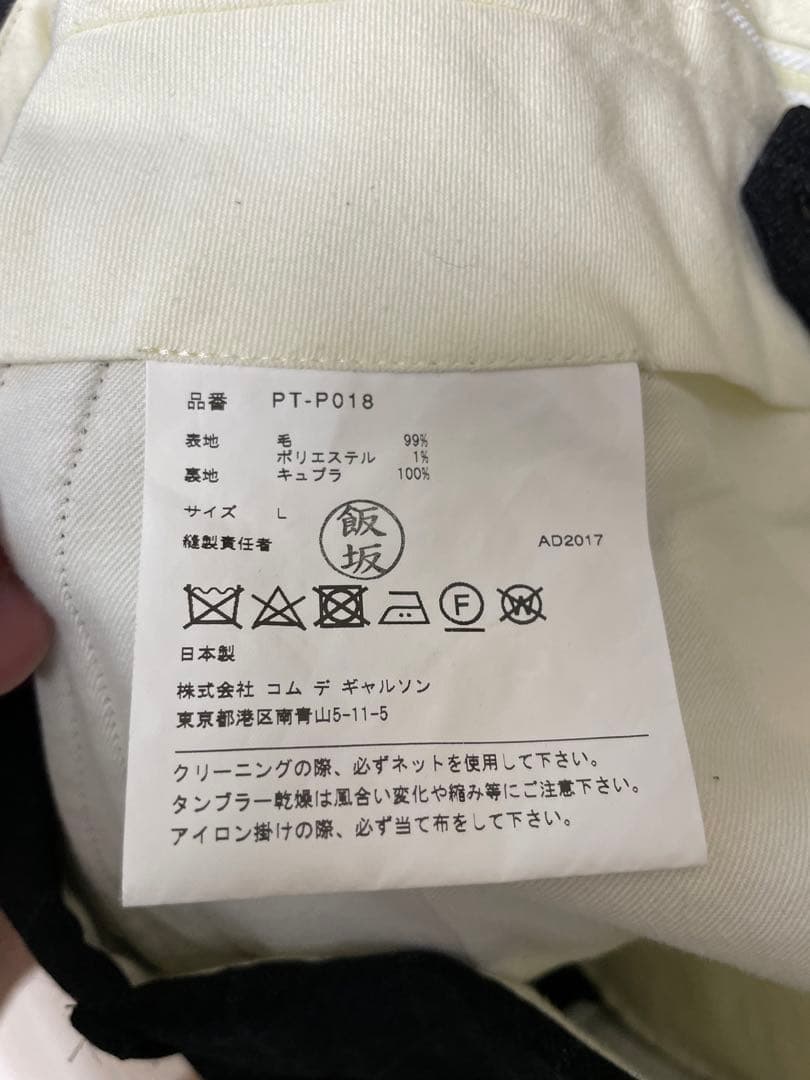 品番 PT-P018
表地 毛 99%
ポリエステル 1%
裏地 キュプラ 100%
サイズ L
飯坂
縫製責任者 AD2017
F W
日本製
株式会社 コム デ ギャルソン
東京都港区南青山5-11-5
クリーニングの際、必ずネットを使用して下さい。
タンブラー乾燥は風合い変化や縮み等にご注意下さい。
アイロン掛けの際、必ず当て布をして下さい。